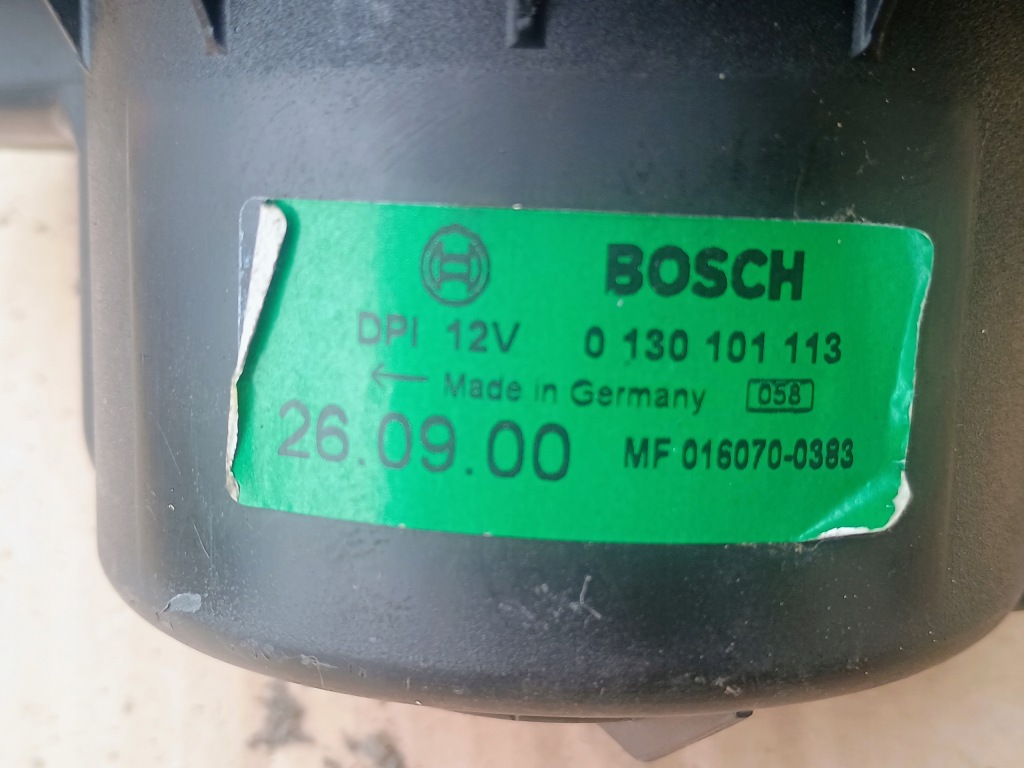 BOSCH
DPI 12V 0 130 101 113
← Made in Germany 058
26.09.00 MF 016070-0383